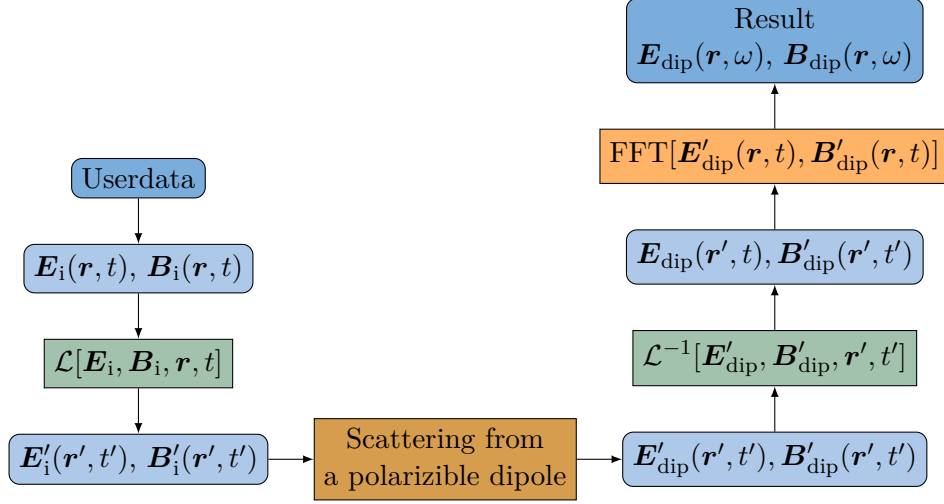 Userdata
E_i(r, t), B_i(r, t)
ℒ[E_i, B_i, r, t]
E′_i(r′, t′), B′_i(r′, t′)
Scattering from
a polarizible dipole
E′_dip(r′, t′), B′_dip(r′, t′)
ℒ⁻¹[E′_dip, B′_dip, r′, t′]
E_dip(r′, t), B′_dip(r′, t′)
FFT[E′_dip(r, t), B′_dip(r, t)]
Result
E_dip(r, ω), B_dip(r, ω)